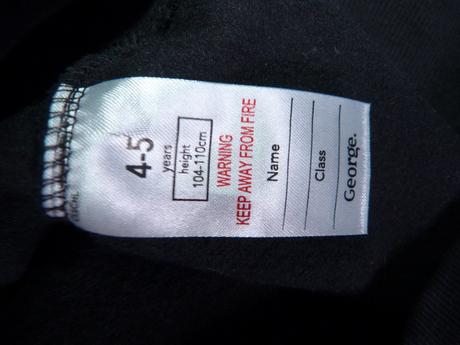 4-5
years
height
104-110cm
WARNING
KEEP AWAY FROM FIRE
Name
Class
George.